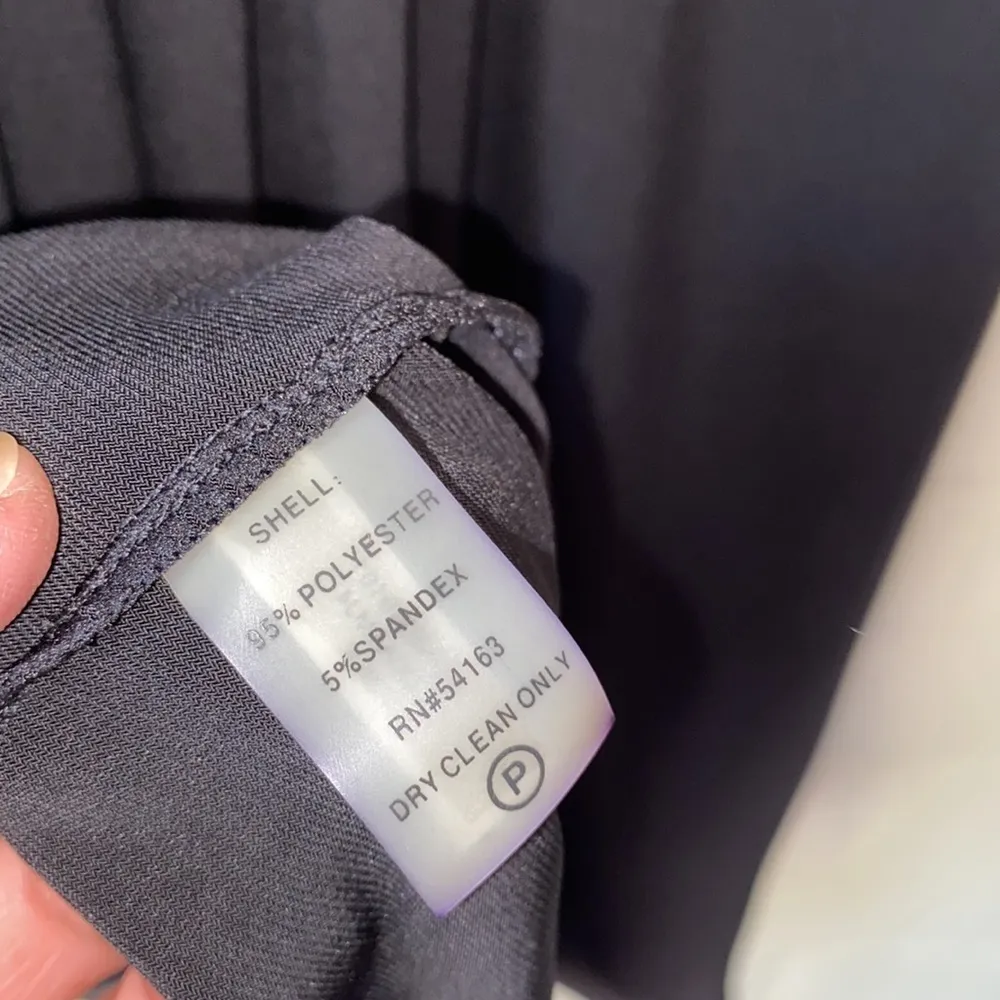 SHELL:
95% POLYESTER
5%SPANDEX
RN#54163
DRY CLEAN ONLY
P